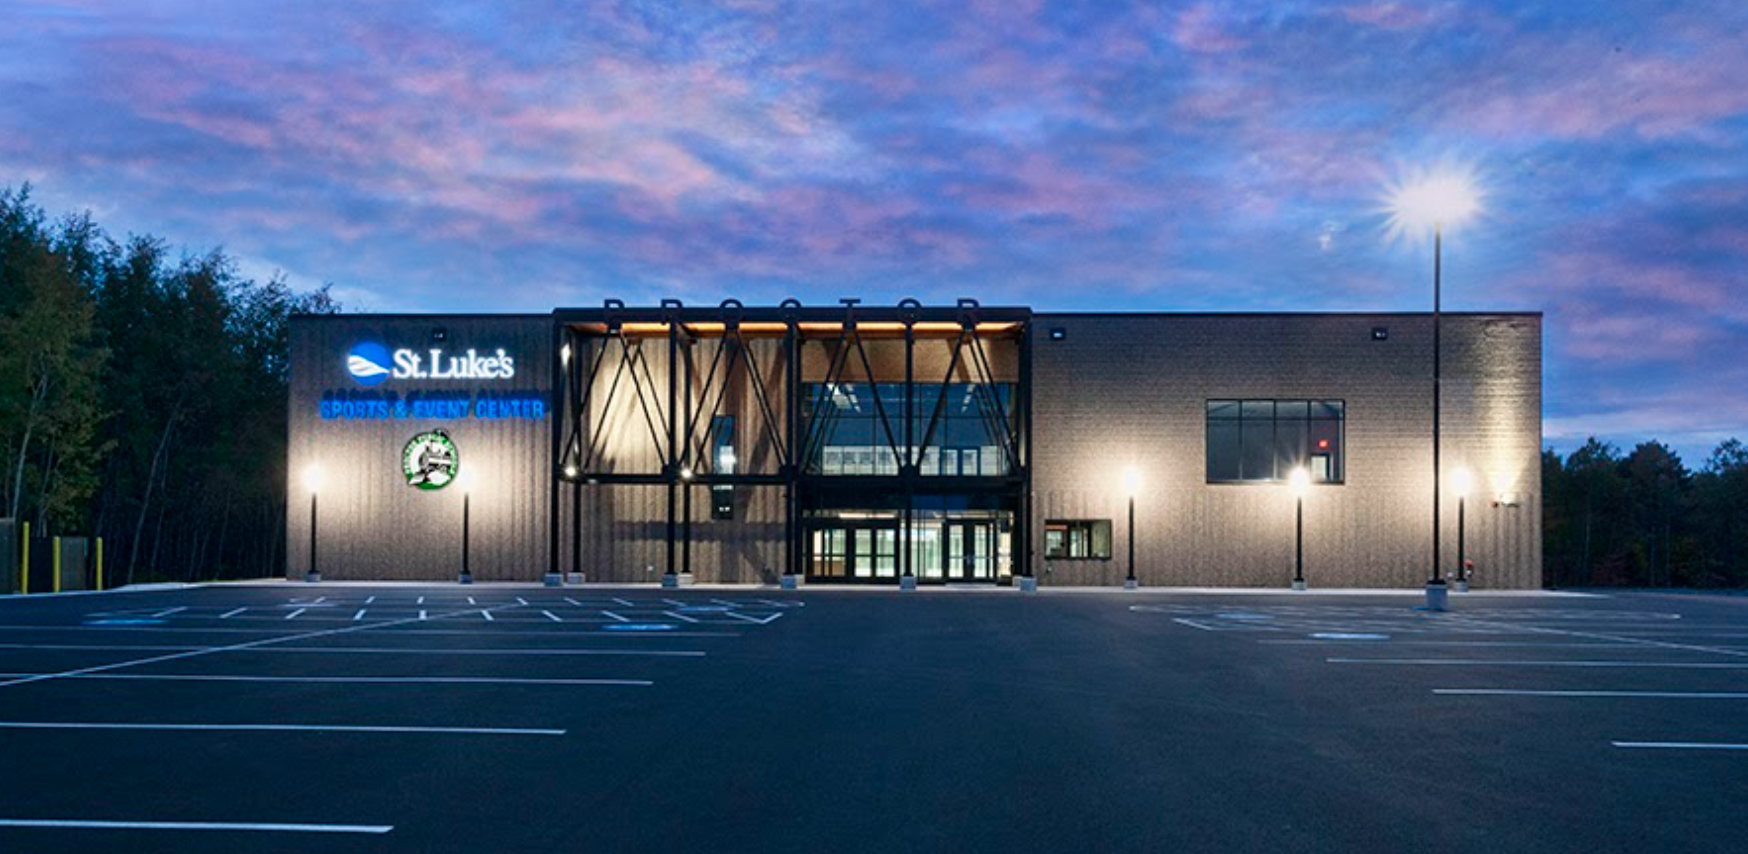 PROCTOR
St. Luke's
SPORTS & EVENT CENTER